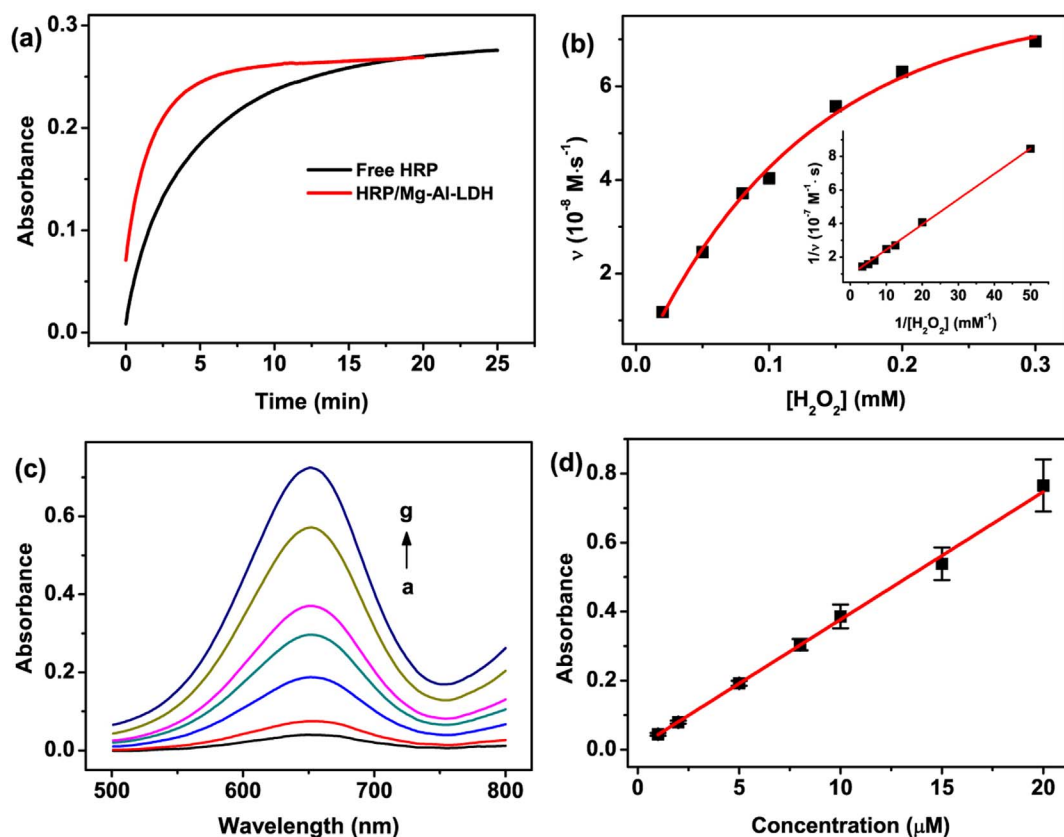 (a)
0.3
0.2
0.1
0.0
Absorbance
Free HRP
HRP/Mg-Al-LDH
0 5 10 15 20 25
Time (min)
(b)
6
4
2
ν (10⁻⁸ M·s⁻¹)
0.0 0.1 0.2 0.3
[H₂O₂] (mM)
8
6
4
2
1/ν (10⁻⁷ M⁻¹· s)
0 10 20 30 40 50
1/[H₂O₂] (mM⁻¹)
(c)
0.6
0.4
0.2
0.0
Absorbance
g
a
500 600 700 800
Wavelength (nm)
(d)
0.8
0.6
0.4
0.2
0.0
Absorbance
0 5 10 15 20
Concentration (μM)